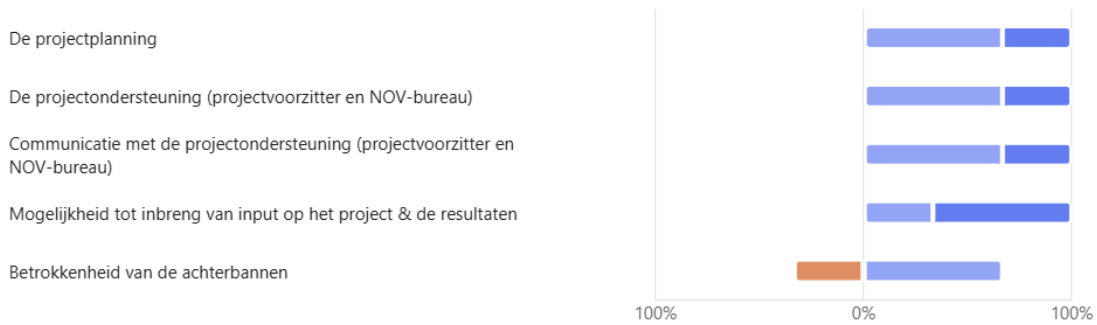 De projectplanning
De projectondersteuning (projectvoorzitter en NOV-bureau)
Communicatie met de projectondersteuning (projectvoorzitter en
NOV-bureau)
Mogelijkheid tot inbreng van input op het project & de resultaten
Betrokkenheid van de achterbannen
100% 0% 100%